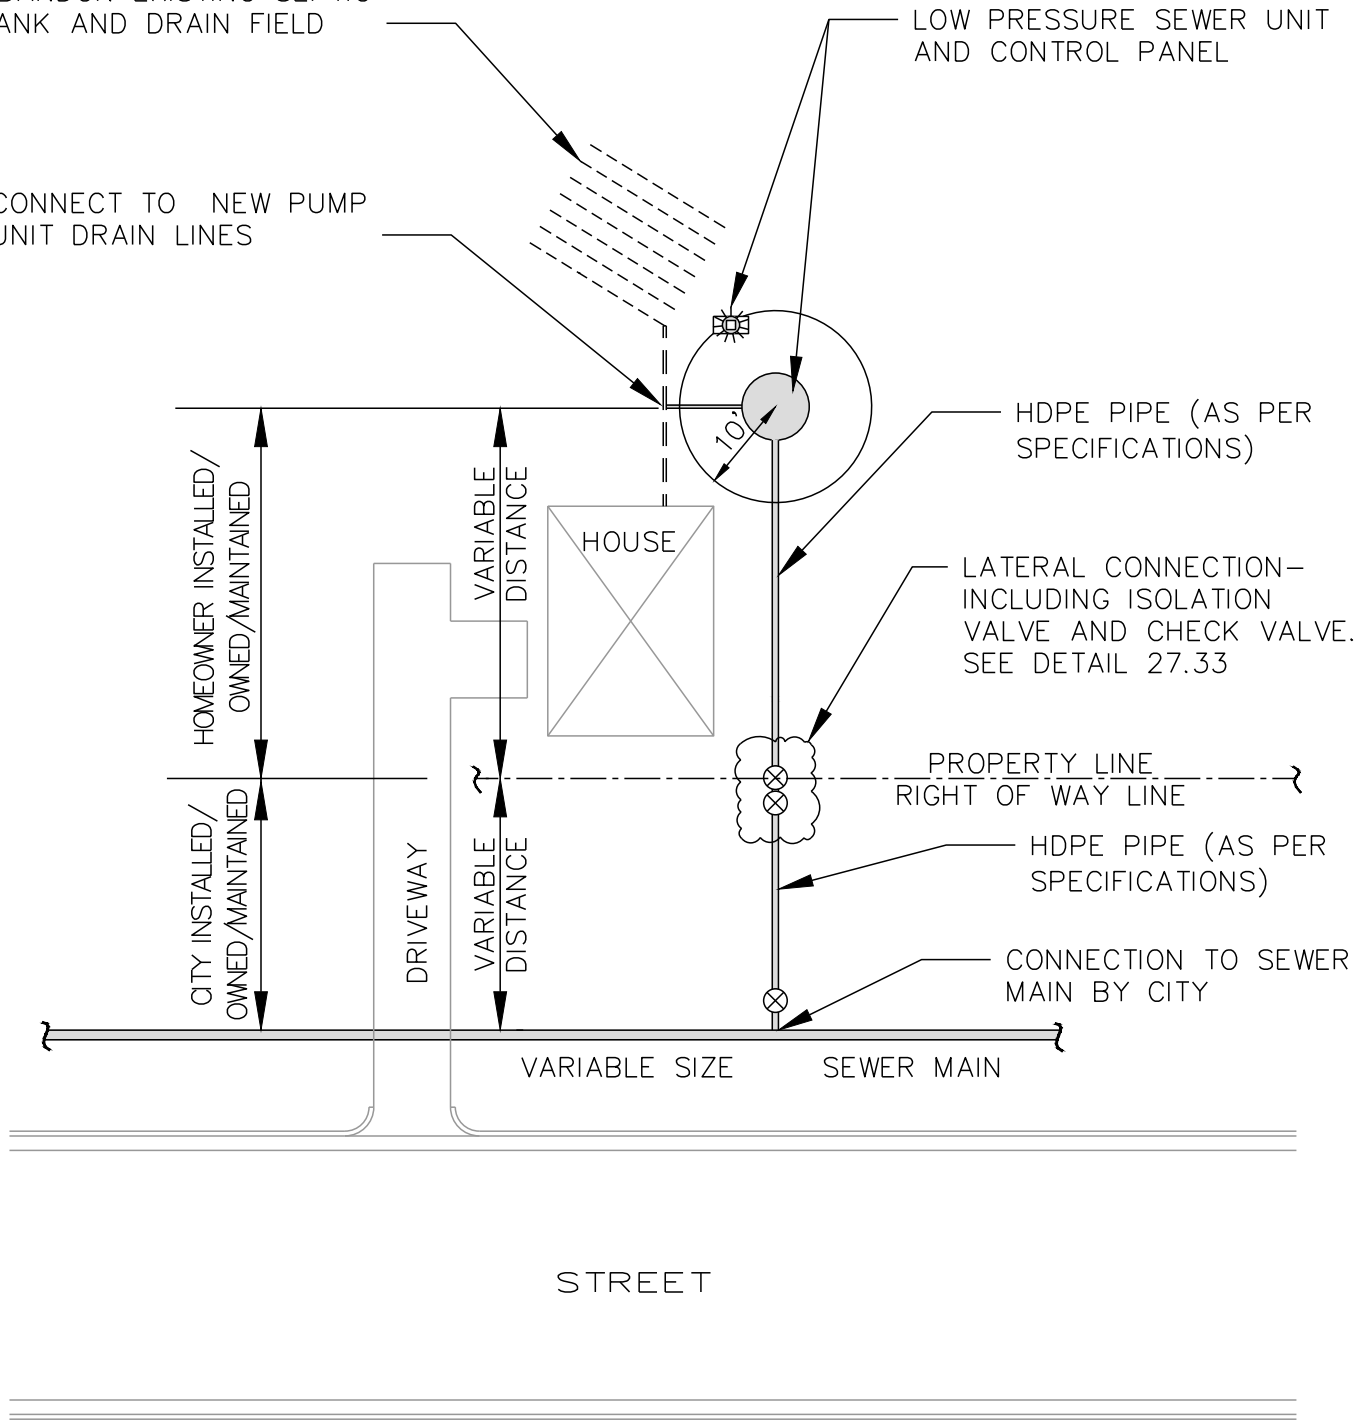 ANK AND DRAIN FIELD
LOW PRESSURE SEWER UNIT
AND CONTROL PANEL
CONNECT TO NEW PUMP
UNIT DRAIN LINES
10'
HDPE PIPE (AS PER
SPECIFICATIONS)
HOMEOWNER INSTALLED/
OWNED/MAINTAINED
VARIABLE
DISTANCE
HOUSE
LATERAL CONNECTION-
INCLUDING ISOLATION
VALVE AND CHECK VALVE.
SEE DETAIL 27.33
PROPERTY LINE
RIGHT OF WAY LINE
CITY INSTALLED/
OWNED/MAINTAINED
DRIVEWAY
VARIABLE
DISTANCE
HDPE PIPE (AS PER
SPECIFICATIONS)
CONNECTION TO SEWER
MAIN BY CITY
VARIABLE SIZE SEWER MAIN
STREET